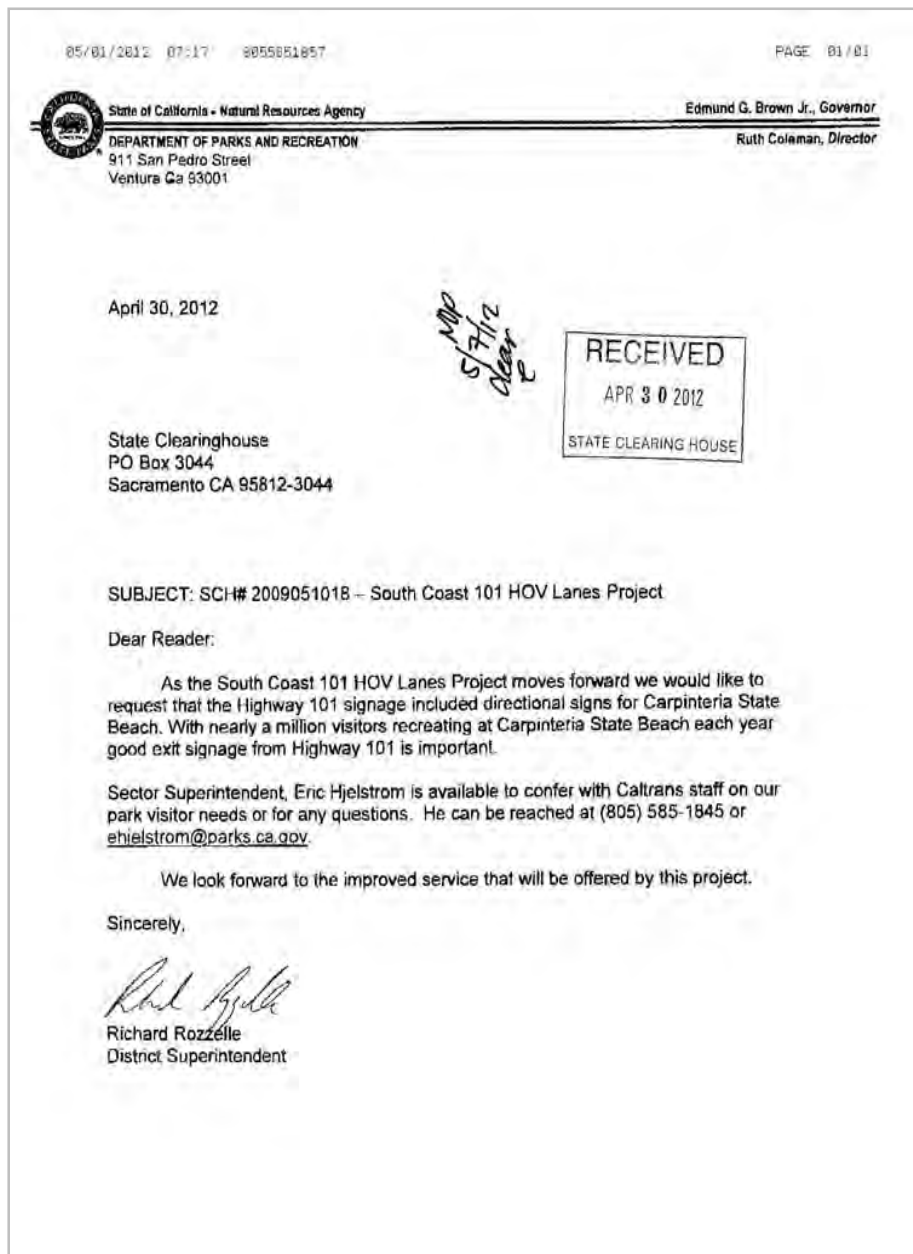 05/01/2012 07:17 8055851857 PAGE 01/01
State of California - Natural Resources Agency Edmund G. Brown Jr., Governor
DEPARTMENT OF PARKS AND RECREATION Ruth Coleman, Director
911 San Pedro Street
Ventura Ca 93001
April 30, 2012
5/7/12
clear
RECEIVED
APR 30 2012
STATE CLEARING HOUSE
State Clearinghouse
PO Box 3044
Sacramento CA 95812-3044
SUBJECT: SCH# 2009051018 – South Coast 101 HOV Lanes Project
Dear Reader:
As the South Coast 101 HOV Lanes Project moves forward we would like to
request that the Highway 101 signage included directional signs for Carpinteria State
Beach. With nearly a million visitors recreating at Carpinteria State Beach each year
good exit signage from Highway 101 is important.
Sector Superintendent, Eric Hjelstrom is available to confer with Caltrans staff on our
park visitor needs or for any questions. He can be reached at (805) 585-1845 or
ehjelstrom@parks.ca.gov.
We look forward to the improved service that will be offered by this project.
Sincerely,
Richard Rozzelle
District Superintendent